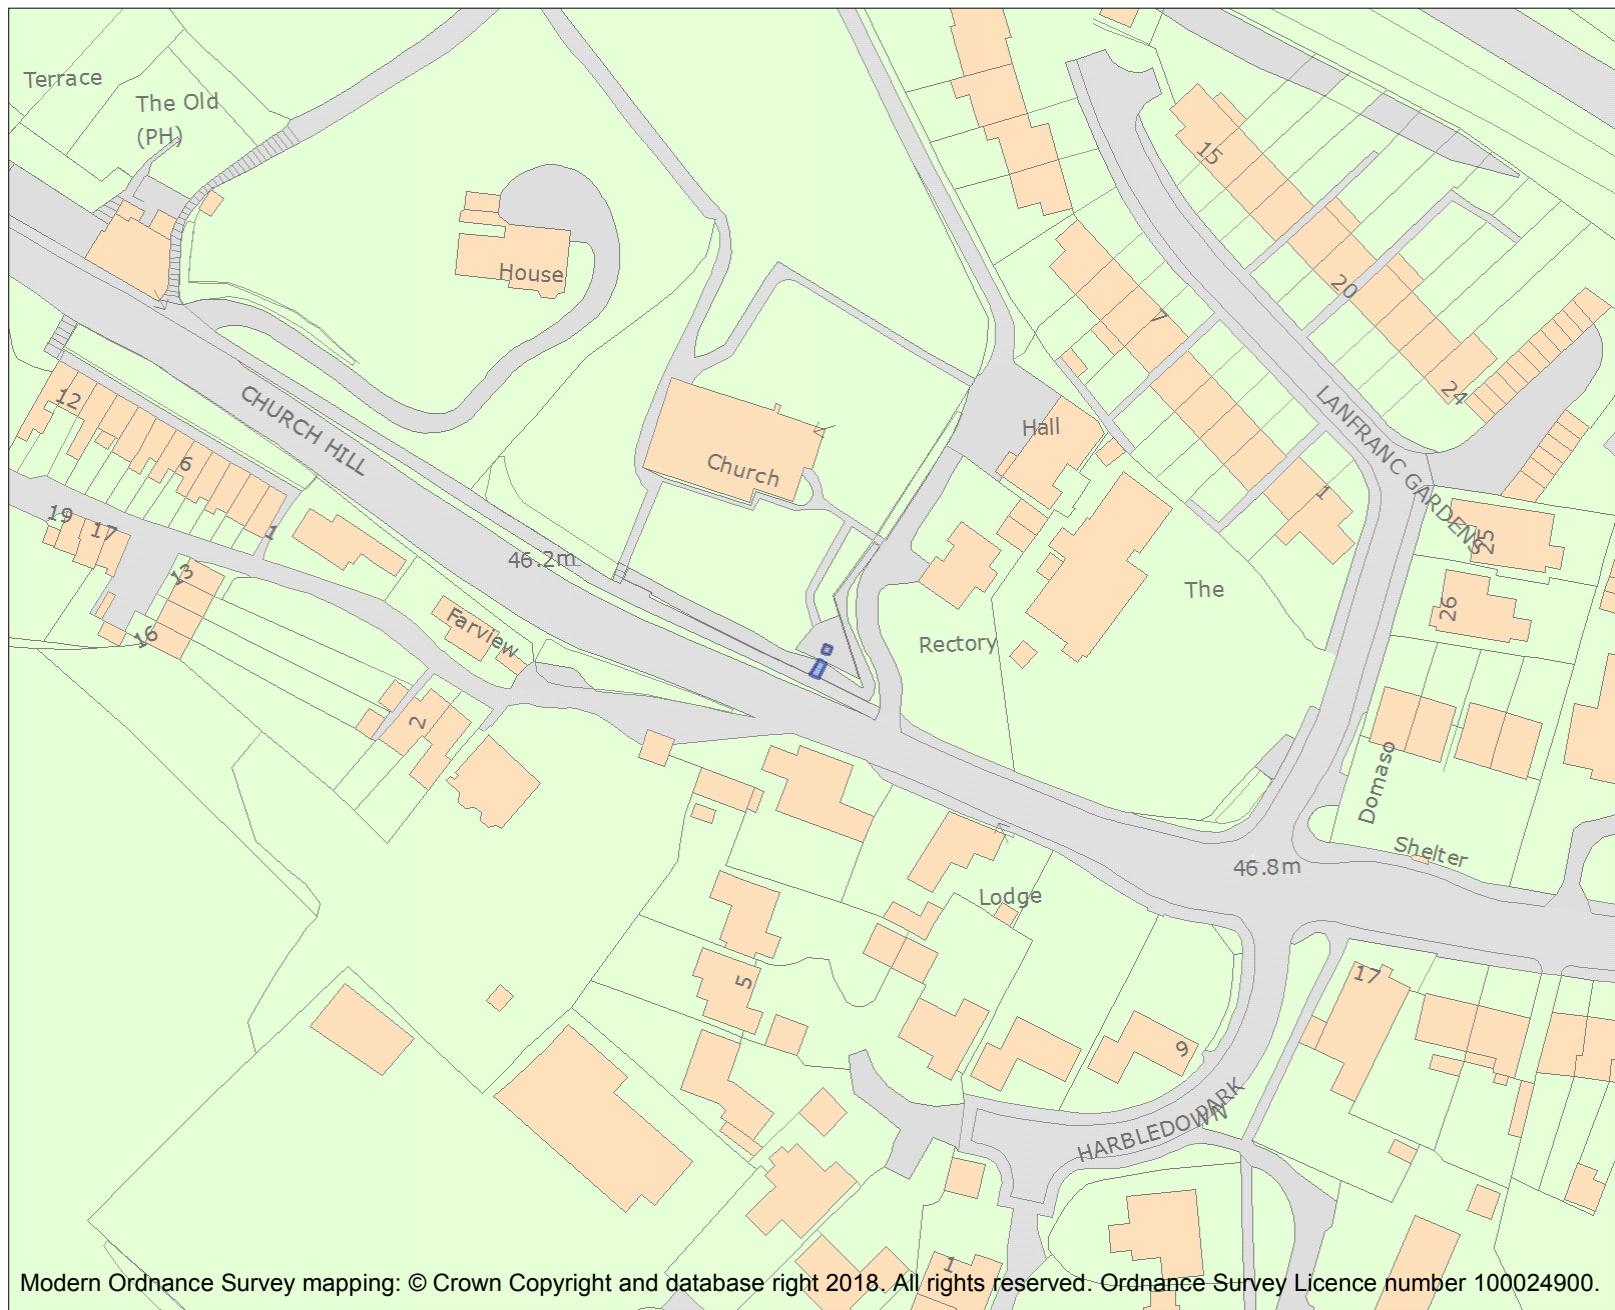 Terrace
The Old
(PH)
House
15
20
7
24
CHURCH HILL
12
6
1
19
17
13
16
Church
Hall
LANFRANC GARDENS
1
25
26
46.2m
Farview
The
Rectory
2
Domaso
Shelter
46.8m
Lodge
5
17
9
HARBLEDOWN
PARK
1
Modern Ordnance Survey mapping: © Crown Copyright and database right 2018. All rights reserved. Ordnance Survey Licence number 100024900.